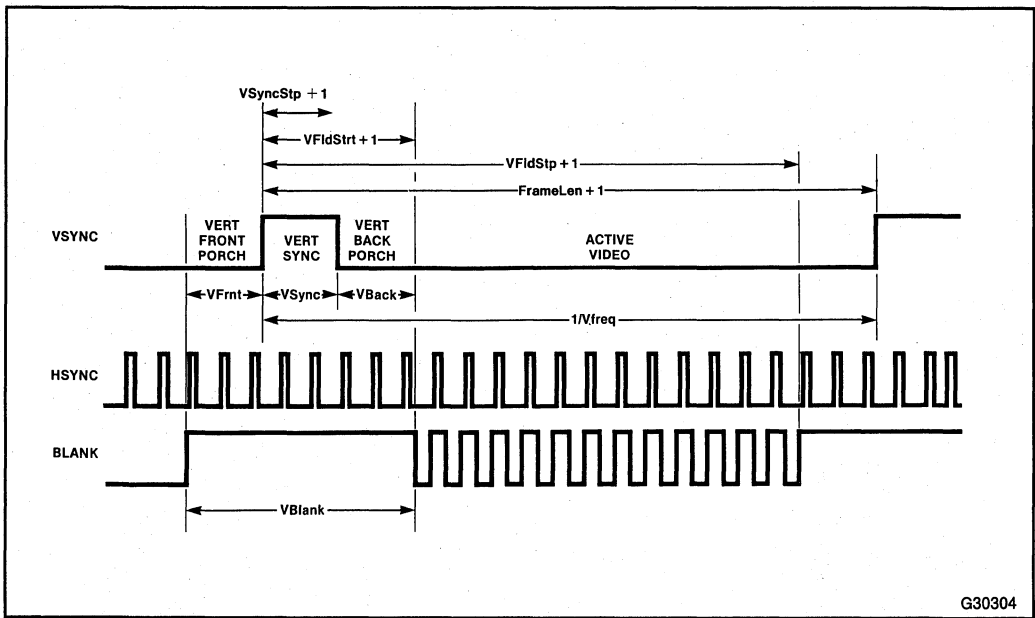 VSyncStp + 1
VFldStrt + 1
VFldStp + 1
FrameLen + 1
VSYNC
VERT
FRONT
PORCH
VERT
SYNC
VERT
BACK
PORCH
ACTIVE
VIDEO
VFrnt
VSync
VBack
1/Vfreq
HSYNC
BLANK
VBlank
G30304